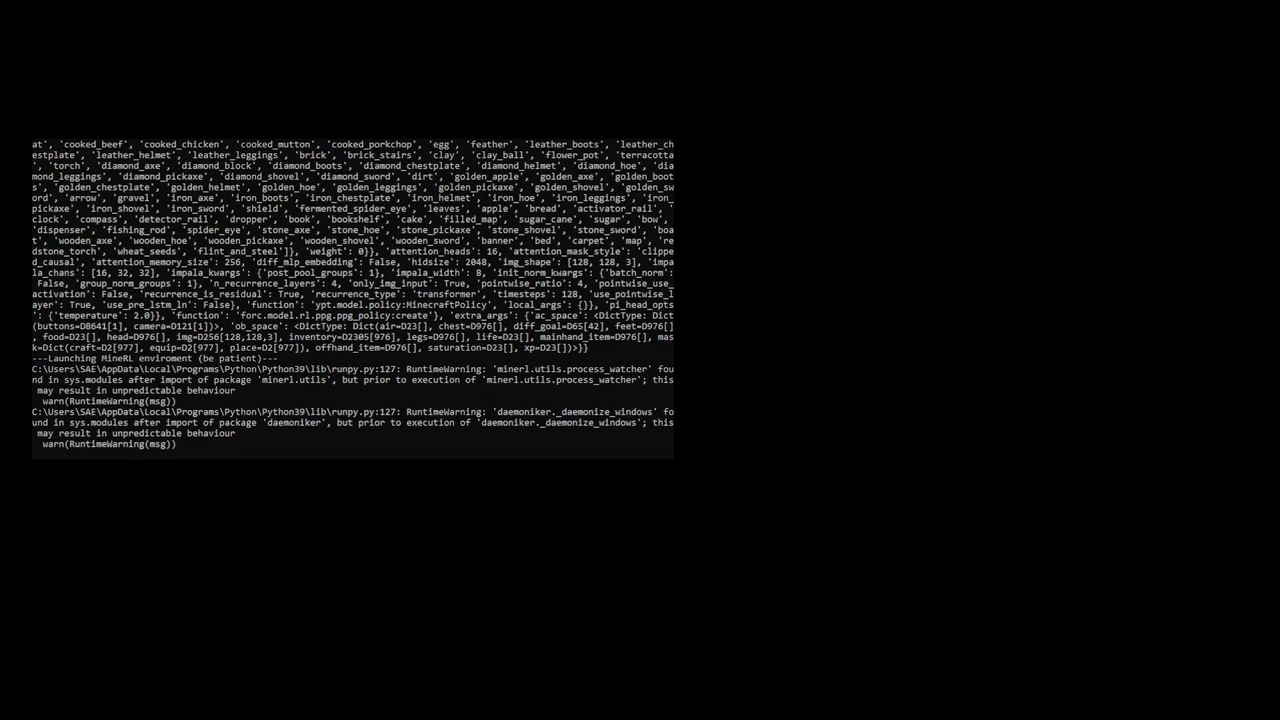 at', 'cooked_beef', 'cooked_chicken', 'cooked_mutton', 'cooked_porkchop', 'egg', 'feather', 'leather_boots', 'leather_ch
estplate', 'leather_helmet', 'leather_leggings', 'brick', 'brick_stairs', 'clay', 'clay_ball', 'flower_pot', 'terracotta
', 'torch', 'diamond_axe', 'diamond_block', 'diamond_boots', 'diamond_chestplate', 'diamond_helmet', 'diamond_hoe', 'dia
mond_leggings', 'diamond_pickaxe', 'diamond_shovel', 'diamond_sword', 'dirt', 'golden_apple', 'golden_axe', 'golden_boot
s', 'golden_chestplate', 'golden_helmet', 'golden_hoe', 'golden_leggings', 'golden_pickaxe', 'golden_shovel', 'golden_sw
ord', 'arrow', 'gravel', 'iron_axe', 'iron_boots', 'iron_chestplate', 'iron_helmet', 'iron_hoe', 'iron_leggings', 'iron_
pickaxe', 'iron_shovel', 'iron_sword', 'shield', 'fermented_spider_eye', 'leaves', 'apple', 'bread', 'activator_rail', '
clock', 'compass', 'detector_rail', 'dropper', 'book', 'bookshelf', 'cake', 'filled_map', 'sugar_cane', 'sugar', 'bow',
'dispenser', 'fishing_rod', 'spider_eye', 'stone_axe', 'stone_hoe', 'stone_pickaxe', 'stone_shovel', 'stone_sword', 'boa
t', 'wooden_axe', 'wooden_hoe', 'wooden_pickaxe', 'wooden_shovel', 'wooden_sword', 'banner', 'bed', 'carpet', 'map', 're
dstone_torch', 'wheat_seeds', 'flint_and_steel']}, 'weight': 0}}, 'attention_heads': 16, 'attention_mask_style': 'clippe
d_causal', 'attention_memory_size': 256, 'diff_mlp_embedding': False, 'hidsize': 2048, 'img_shape': [128, 128, 3], 'impa
la_chans': [16, 32, 32], 'impala_kwargs': {'post_pool_groups': 1}, 'impala_width': 8, 'init_norm_kwargs': {'batch_norm':
 False, 'group_norm_groups': 1}, 'n_recurrence_layers': 4, 'only_img_input': True, 'pointwise_ratio': 4, 'pointwise_use_
activation': False, 'recurrence_is_residual': True, 'recurrence_type': 'transformer', 'timesteps': 128, 'use_pointwise_l
ayer': True, 'use_pre_lstm_ln': False}, 'function': 'ypt.model.policy:MinecraftPolicy', 'local_args': {}}, 'pi_head_opts
': {'temperature': 2.0}}, 'function': 'forc.model.rl.ppg.ppg_policy:create'}, 'extra_args': {'ac_space': <DictType: Dict
(buttons=D8641[1], camera=D121[1])>, 'ob_space': <DictType: Dict(air=D23[], chest=D976[], diff_goal=D65[42], feet=D976[]
, food=D23[], head=D976[], img=D256[128,128,3], inventory=D2305[976], legs=D976[], life=D23[], mainhand_item=D976[], mas
k=Dict(craft=D2[977], equip=D2[977], place=D2[977]), offhand_item=D976[], saturation=D23[], xp=D23[])>}}
---Launching MineRL enviroment (be patient)---
C:\Users\SAE\AppData\Local\Programs\Python\Python39\lib\runpy.py:127: RuntimeWarning: 'minerl.utils.process_watcher' fou
nd in sys.modules after import of package 'minerl.utils', but prior to execution of 'minerl.utils.process_watcher'; this
 may result in unpredictable behaviour
  warn(RuntimeWarning(msg))
C:\Users\SAE\AppData\Local\Programs\Python\Python39\lib\runpy.py:127: RuntimeWarning: 'daemoniker._daemonize_windows' fo
und in sys.modules after import of package 'daemoniker', but prior to execution of 'daemoniker._daemonize_windows'; this
 may result in unpredictable behaviour
  warn(RuntimeWarning(msg))